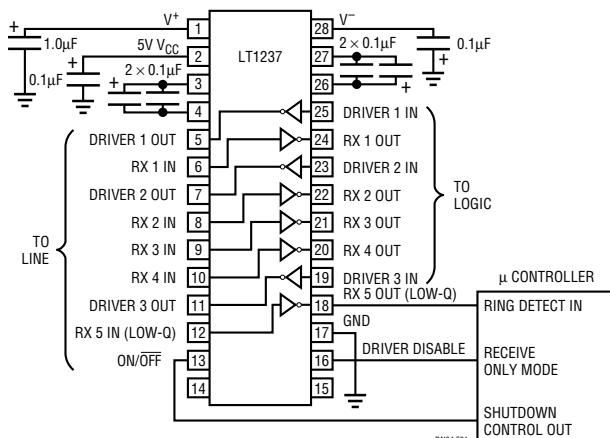 V+ 1 LT1237 28 V–
1.0µF 5V VCC 2 27 2 × 0.1µF 0.1µF
0.1µF 2 × 0.1µF 3 26
4 25 DRIVER 1 IN
DRIVER 1 OUT 5 24 RX 1 OUT
RX 1 IN 6 23 DRIVER 2 IN
DRIVER 2 OUT 7 22 RX 2 OUT
RX 2 IN 8 21 RX 3 OUT
RX 3 IN 9 20 RX 4 OUT
RX 4 IN 10 19 DRIVER 3 IN
DRIVER 3 OUT 11 18 RX 5 OUT (LOW-Q)
RX 5 IN (LOW-Q) 12 17 GND
ON/OFF 13 16 DRIVER DISABLE
14 15
TO
LINE
TO
LOGIC
µ CONTROLLER
RING DETECT IN
RECEIVE
ONLY MODE
SHUTDOWN
CONTROL OUT